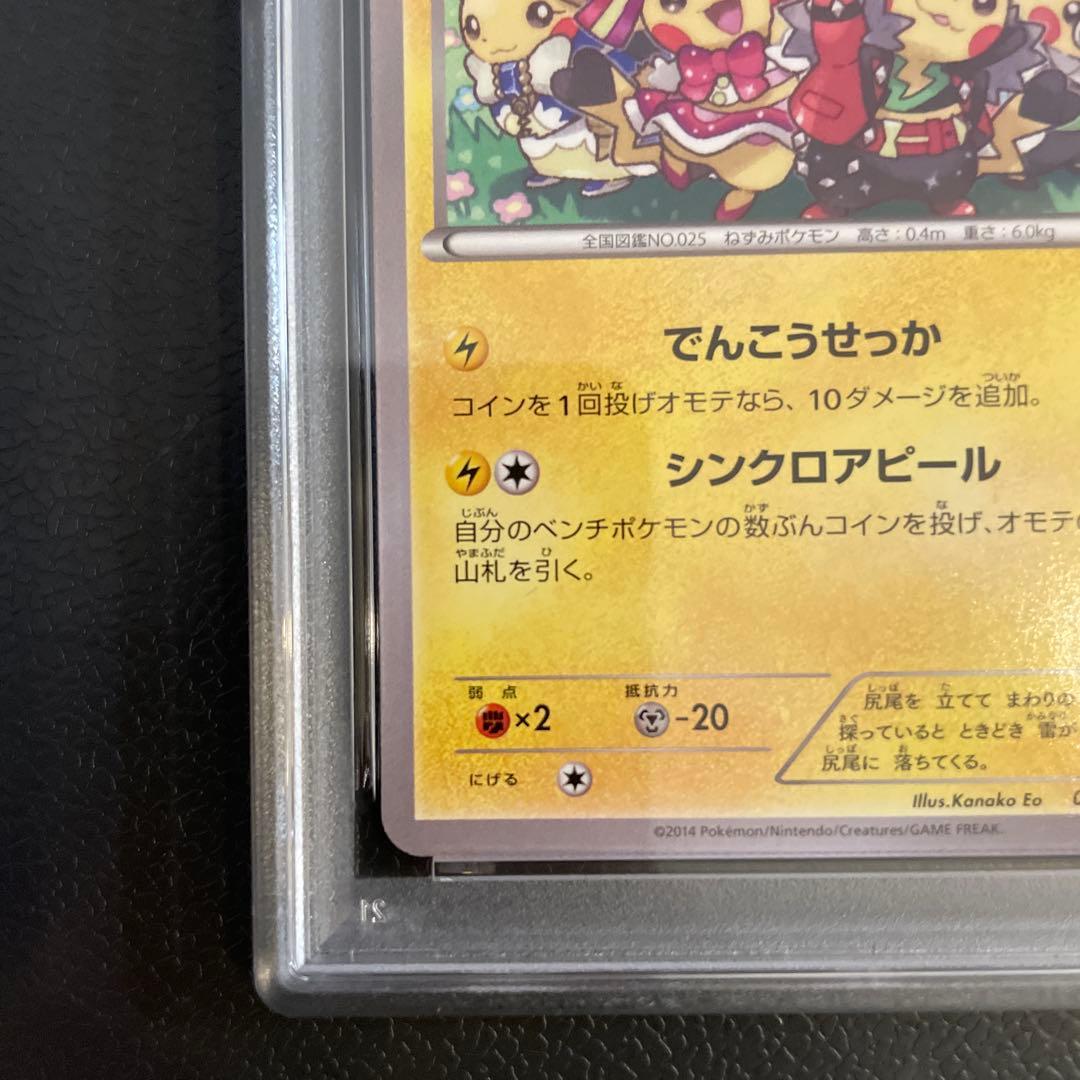 全国図鑑NO.025 ねずみポケモン 高さ:0.4m 重さ:6.0kg
でんこうせっか
コインを1回投げオモテなら、10ダメージを追加。
シンクロアピール
自分のベンチポケモンの数ぶんコインを投げ、オモテ
山札を引く。
弱点 抵抗力
×2 -20
にげる
尻尾を 立てて まわりの
探っていると ときどき 雷が
尻尾に 落ちてくる。
Illus.Kanako Eo
©2014 Pokémon/Nintendo/Creatures/GAME FREAK.
21